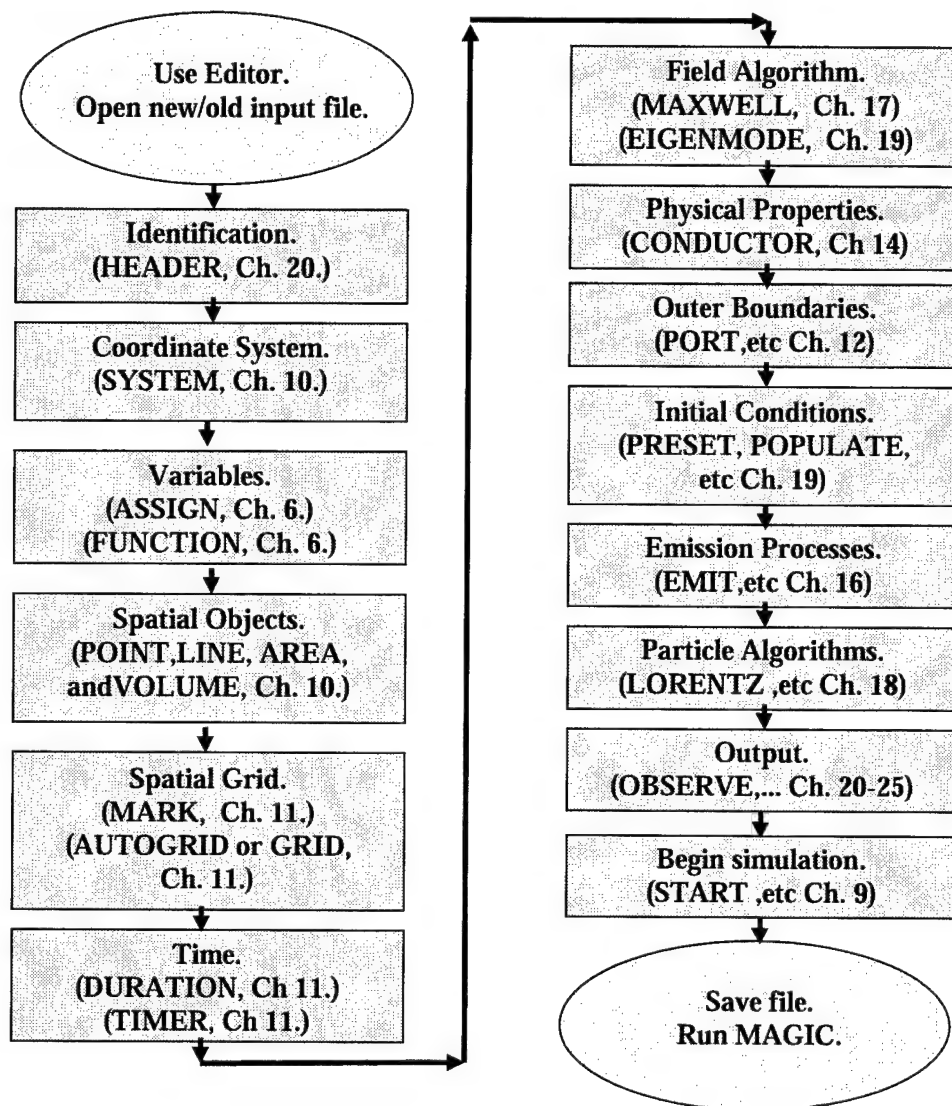 Use Editor.
Open new/old input file.
Identification.
(HEADER, Ch. 20.)
Coordinate System.
(SYSTEM, Ch. 10.)
Variables.
(ASSIGN, Ch. 6.)
(FUNCTION, Ch. 6.)
Spatial Objects.
(POINT,LINE, AREA,
andVOLUME, Ch. 10.)
Spatial Grid.
(MARK, Ch. 11.)
(AUTOGRID or GRID,
Ch. 11.)
Time.
(DURATION, Ch 11.)
(TIMER, Ch 11.)
Field Algorithm.
(MAXWELL, Ch. 17)
(EIGENMODE, Ch. 19)
Physical Properties.
(CONDUCTOR, Ch 14)
Outer Boundaries.
(PORT,etc Ch. 12)
Initial Conditions.
(PRESET, POPULATE,
etc Ch. 19)
Emission Processes.
(EMIT,etc Ch. 16)
Particle Algorithms.
(LORENTZ ,etc Ch. 18)
Output.
(OBSERVE,... Ch. 20-25)
Begin simulation.
(START ,etc Ch. 9)
Save file.
Run MAGIC.